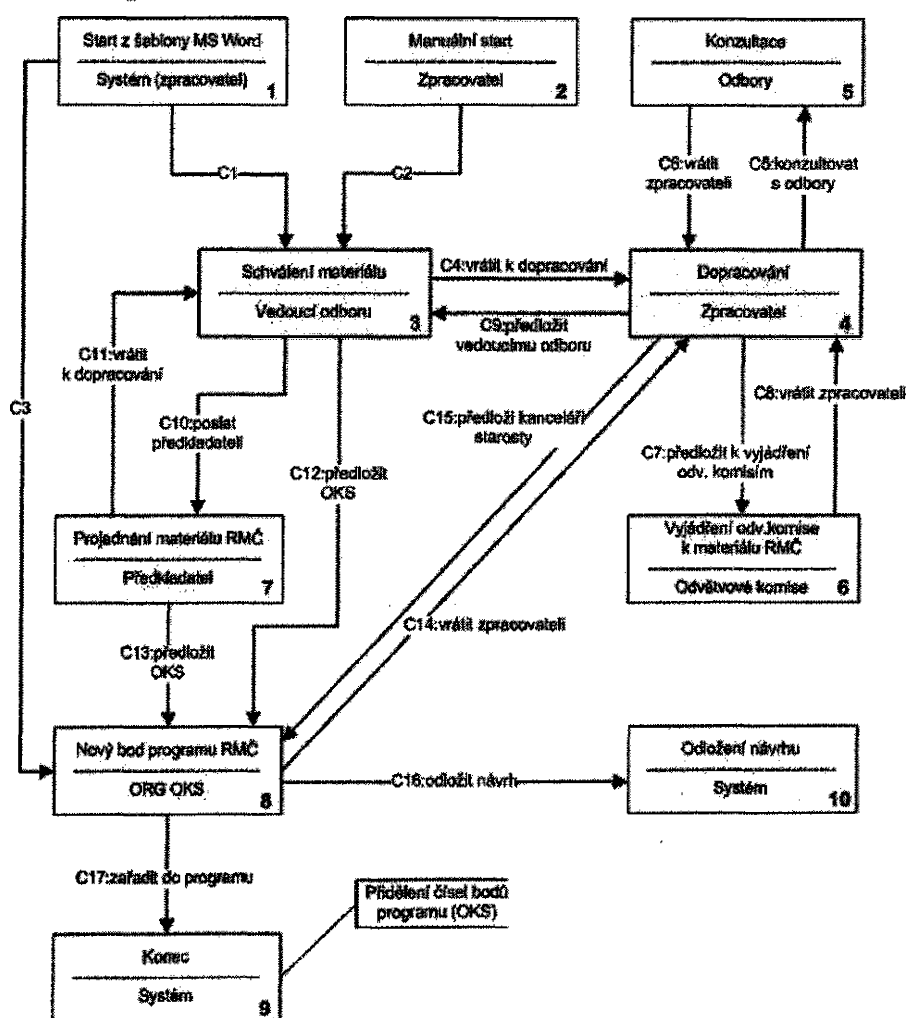 Start z šablony MS Word
Systém (zpracovatel)
1
Manuální start
Zpracovatel
2
Konzultace
Odbory
5
C1
C2
C6:vrátit
zpracovateli
C5:konzultovat
s odbory
Schválení materiálu
Vedoucí odboru
3
C4:vrátit k dopracování
C9:předložit
vedoucímu odboru
Dopracování
Zpracovatel
4
C11:vrátit
k dopracování
C3
C10:poslat
předkladateli
C12:předložit
OKS
C15:předloží kanceláři
starosty
C7:předložit k vyjádření
odv. komisím
C8:vrátit zpracovateli
Projednání materiálu RMČ
Předkladatel
7
Vyjádření odv.komise
k materiálu RMČ
Odvětvové komise
6
C13:předložit
OKS
C14:vrátit zpracovateli
Nový bod programu RMČ
ORG OKS
8
C16:odložit návrh
Odložení návrhu
Systém
10
C17:zařadit do programu
Přidělení čísel bodů
programu (OKS)
Konec
Systém
9